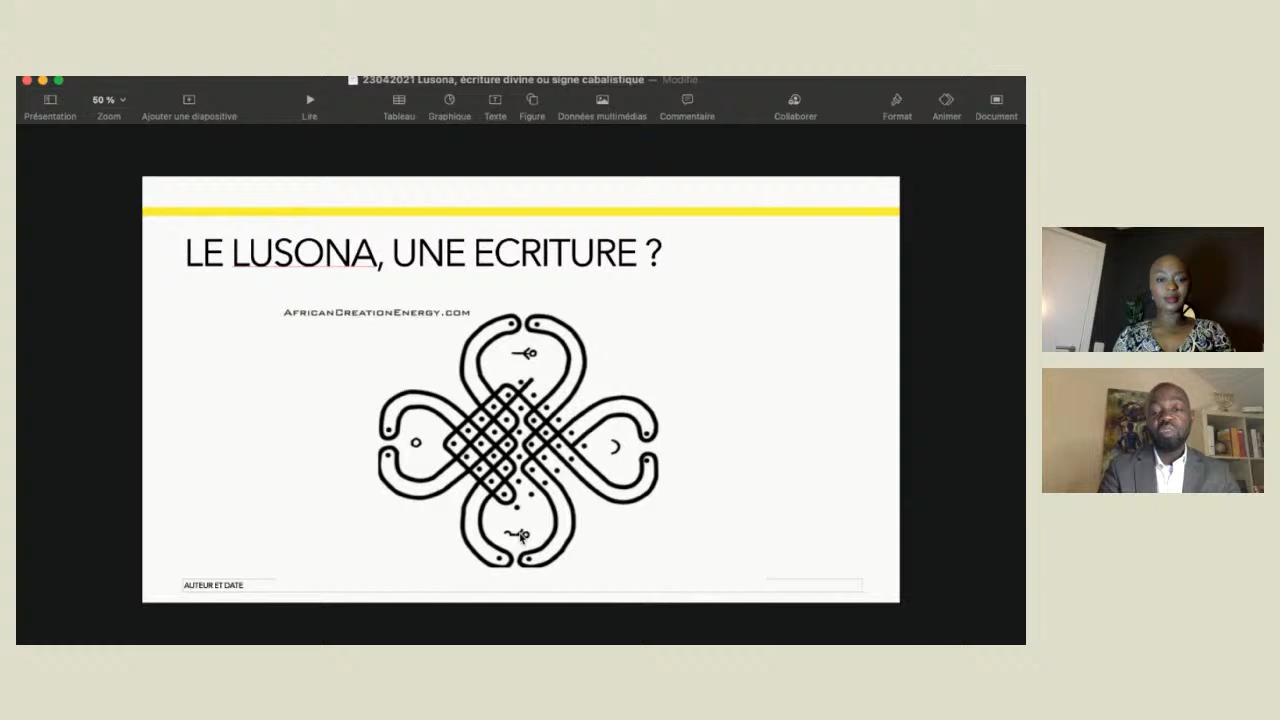 23042021 Lusona, écriture divine ou signe cabalistique — Modifié
50 %
Présentation Zoom Ajouter une diapositive Lire Tableau Graphique Texte Figure Données multimédias Commentaire Collaborer Format Animer Document
LE LUSONA, UNE ECRITURE ?
AFRICANCREATIONENERGY.COM
AUTEUR ET DATE